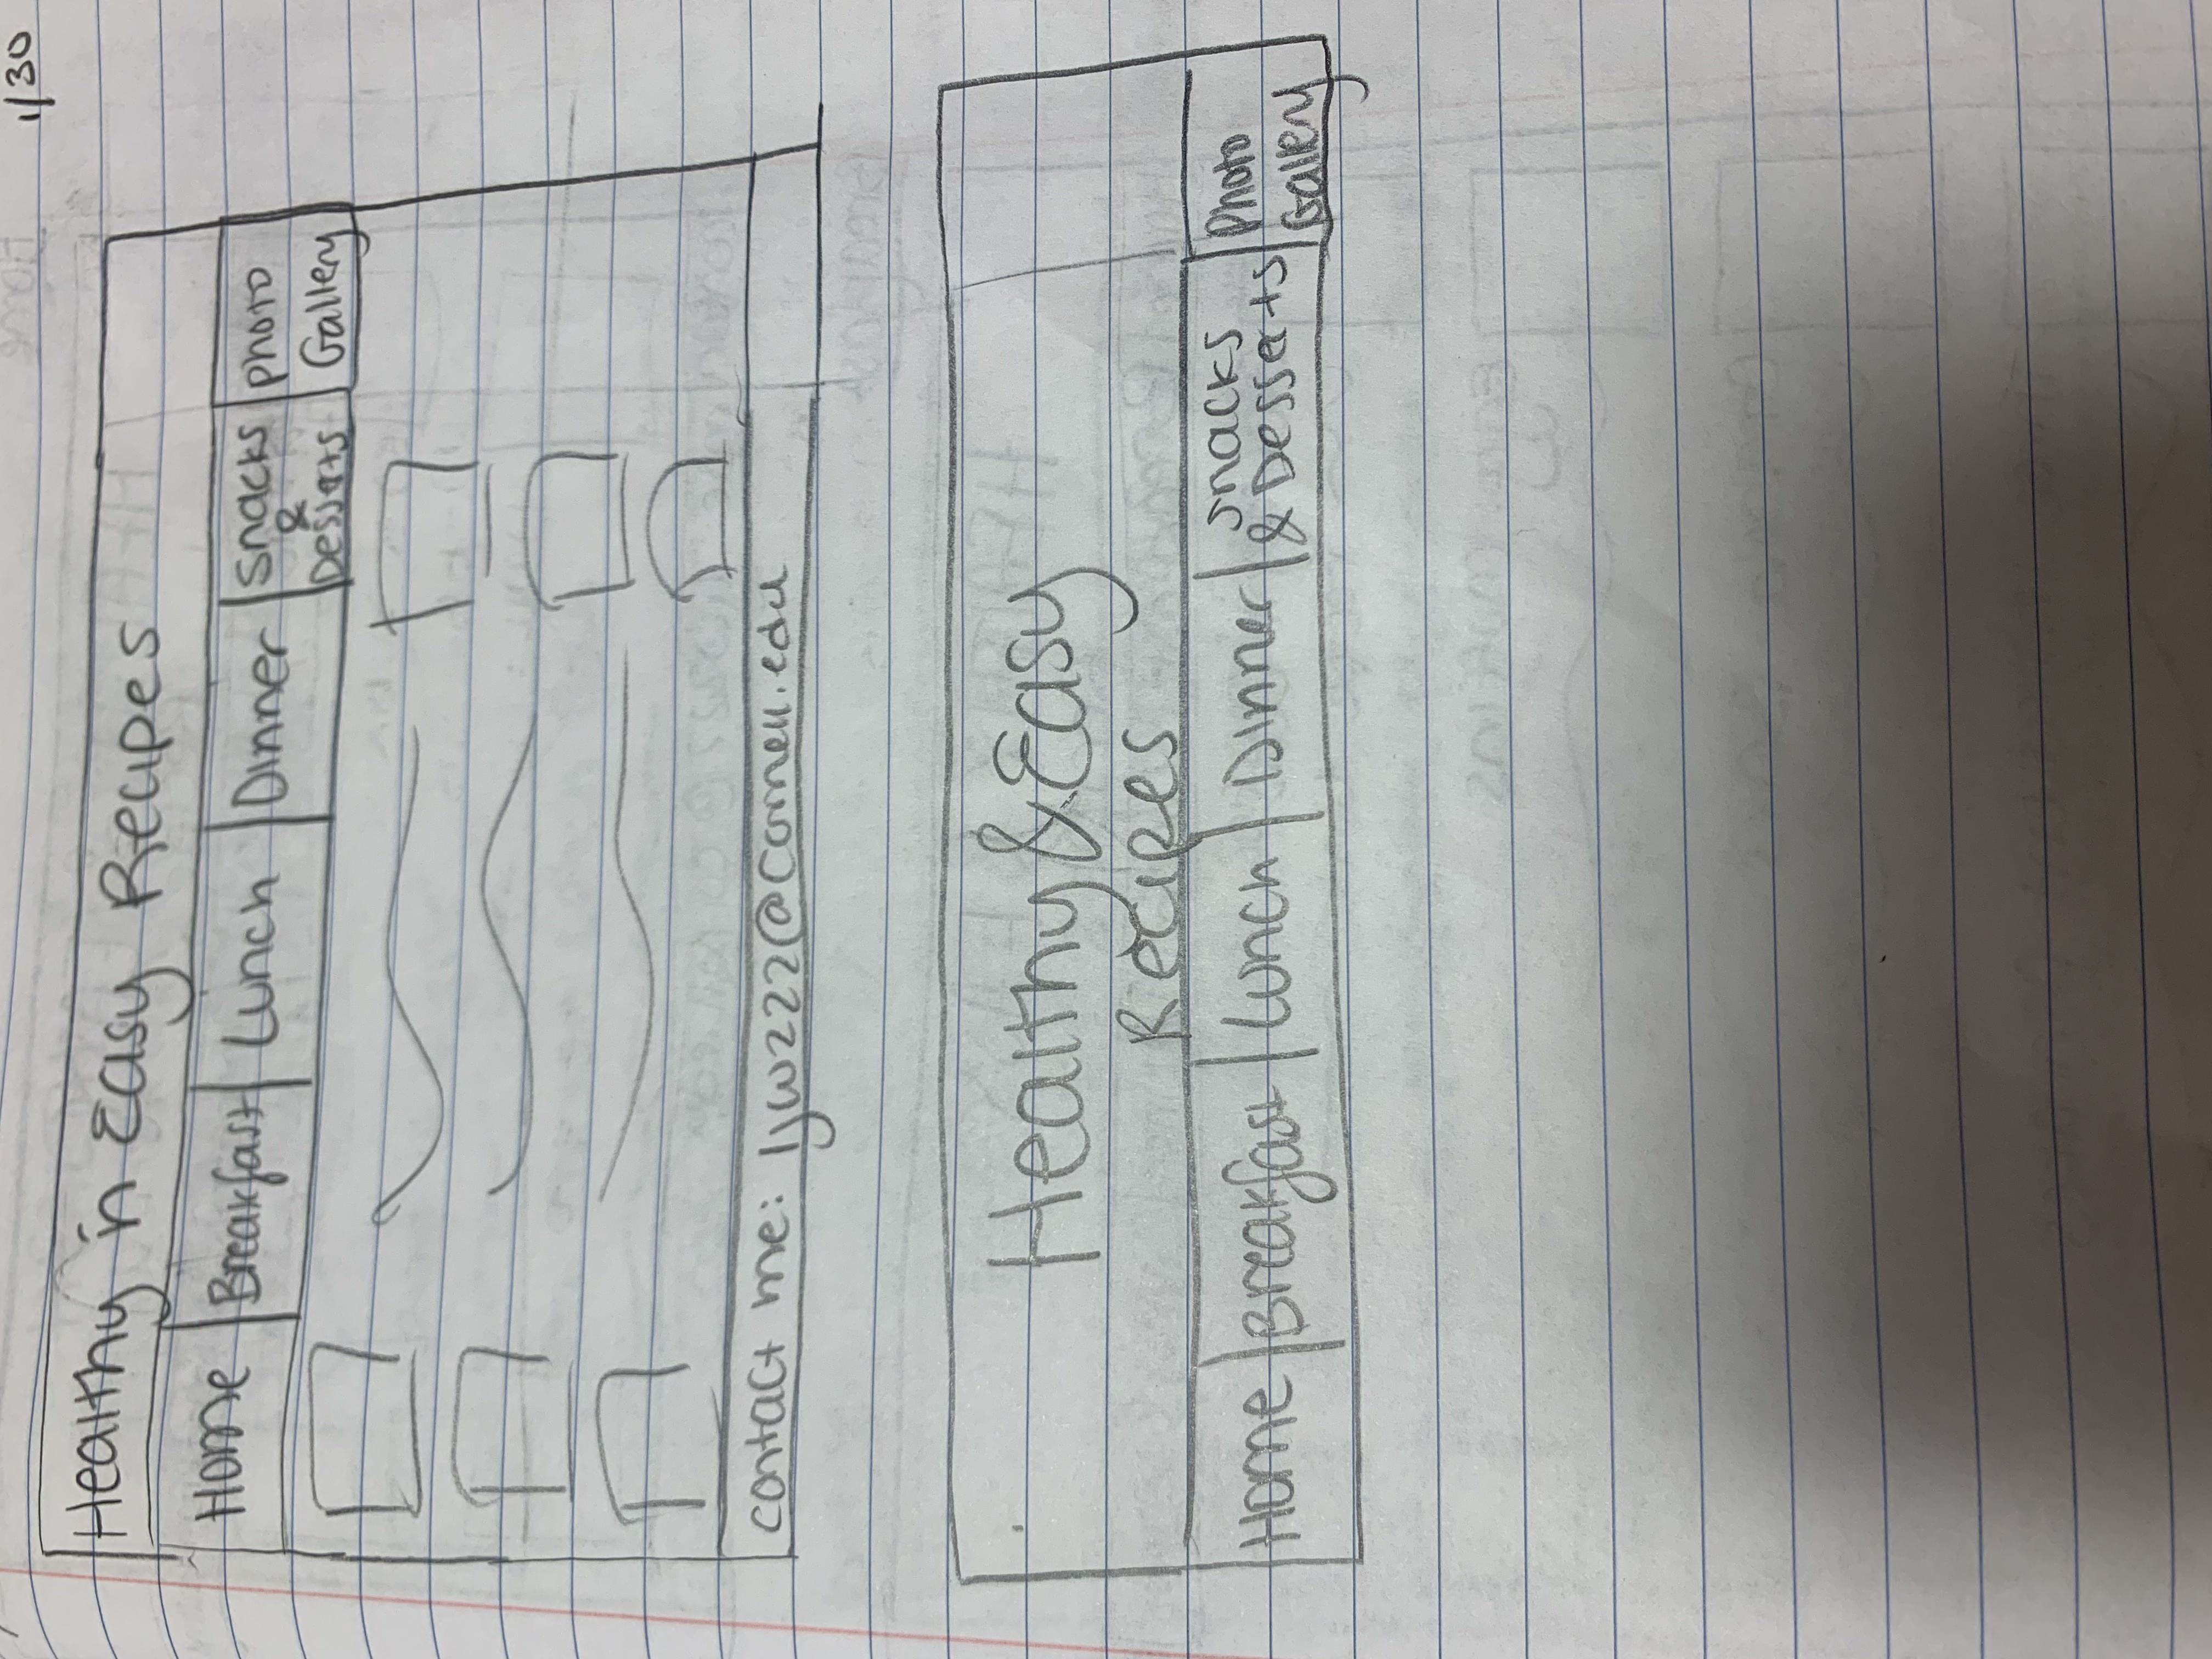 1/30
Healthy n Easy Recipes
Home Breakfast Lunch Dinner Snacks & Desserts Photo Gallery
contact me: ljw222@cornell.edu
Healthy & Easy
Recipes
Home Breakfast Lunch Dinner Snacks & Desserts Photo Gallery